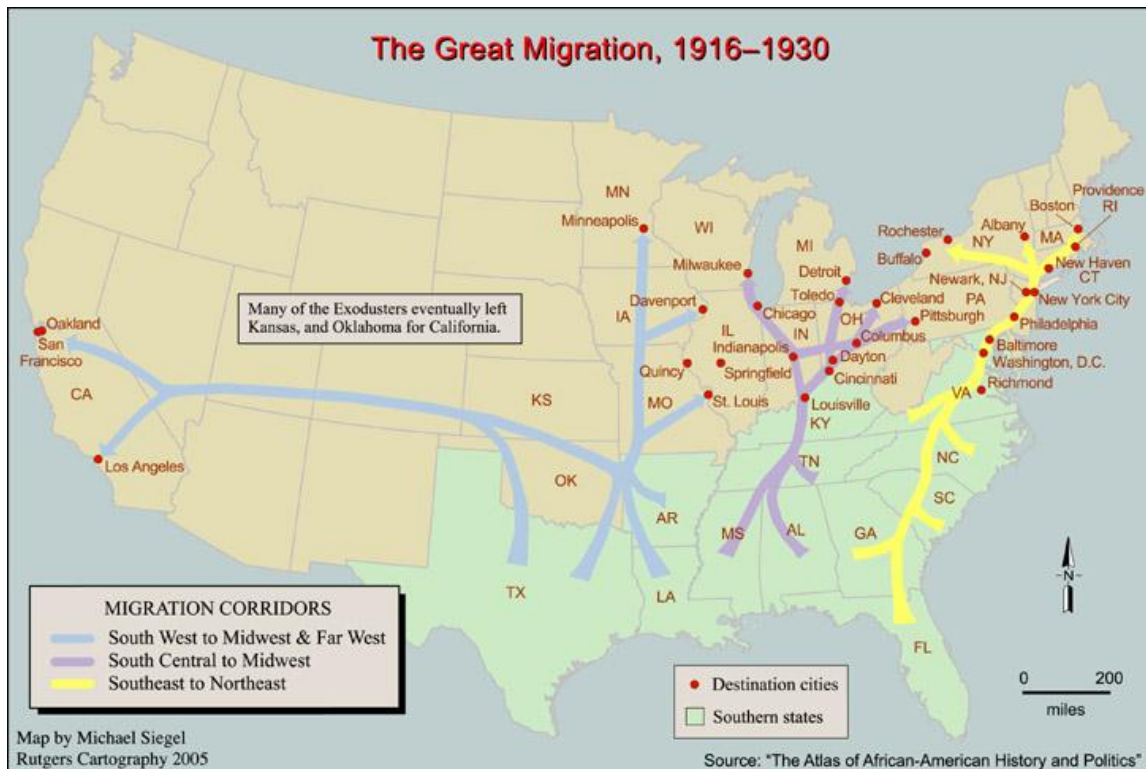 The Great Migration, 1916–1930
MN
Minneapolis
WI
MI
Milwaukee
Detroit
Toledo
Rochester
Buffalo
Albany
NY
Boston
MA
Providence
RI
New Haven
CT
Newark, NJ
New York City
PA
Philadelphia
Baltimore
Washington, D.C.
Richmond
VA
Cleveland
Pittsburgh
OH
Columbus
Dayton
Cincinnati
Many of the Exodusters eventually left
Kansas, and Oklahoma for California.
Davenport
IA
Chicago
IN
IL
Indianapolis
Quincy
Springfield
MO
St. Louis
Louisville
KY
Oakland
San
Francisco
CA
Los Angeles
KS
OK
TN
NC
AR
SC
MS
AL
GA
TX
LA
FL
MIGRATION CORRIDORS
South West to Midwest & Far West
South Central to Midwest
Southeast to Northeast
Destination cities
Southern states
N
0 200
miles
Map by Michael Siegel
Rutgers Cartography 2005
Source: “The Atlas of African-American History and Politics”